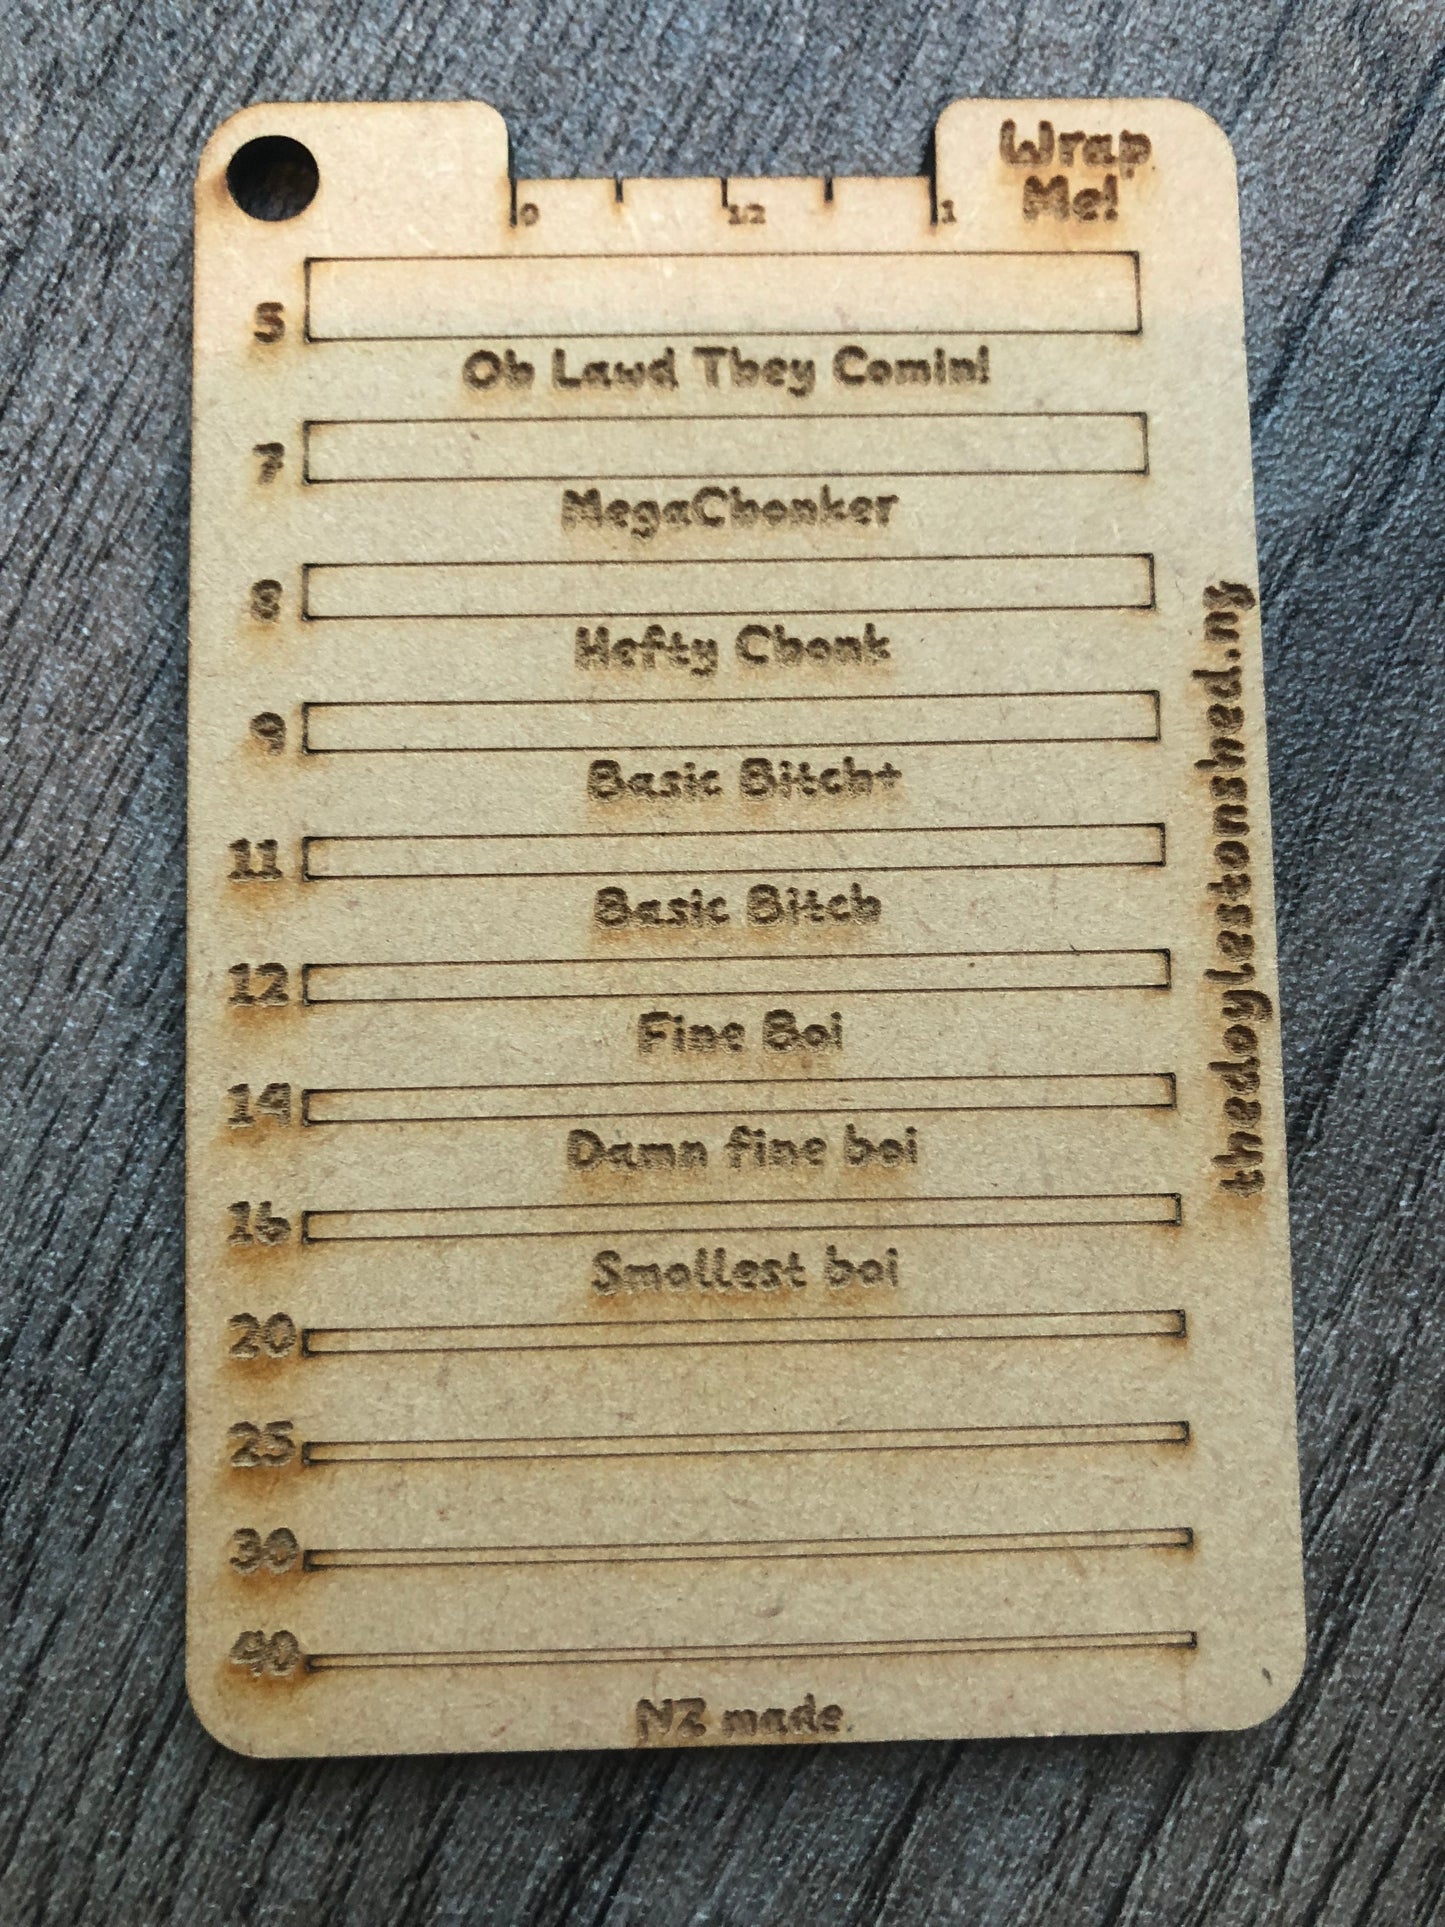 Wrap
Me!
0 1/2 1
5
Oh Lawd They Comin!
7
MegaChonker
8
Hefty Chonk
9
Basic Bitch+
11
Basic Bitch
12
Fine Boi
14
Damn fine boi
16
Smollest boi
20
25
30
40
NZ made.
thedoylestonshed.nz